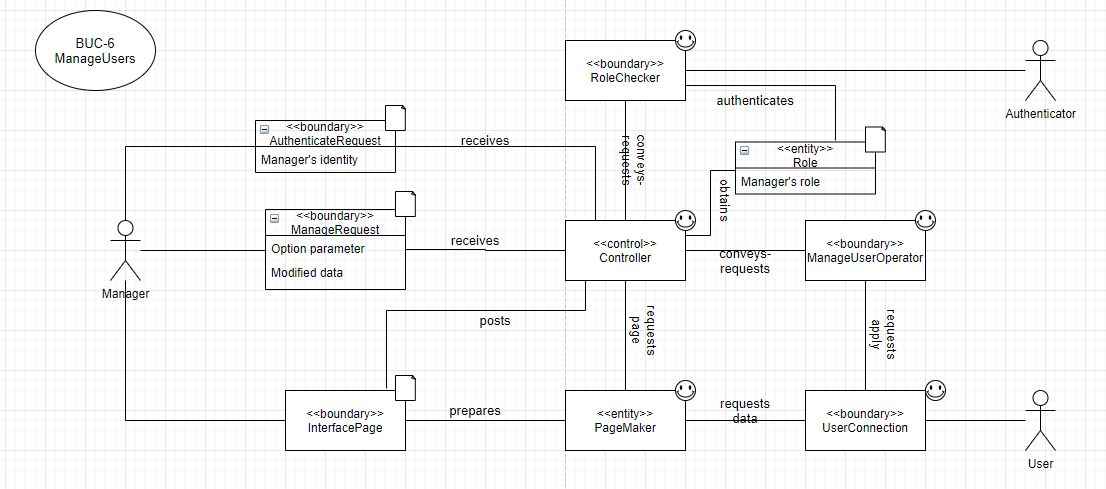 BUC-6
ManageUsers
<<boundary>>
RoleChecker
Authenticator
authenticates
<<boundary>>
AuthenticateRequest
Manager's identity
receives
conveys-
requests
<<entity>>
Role
Manager's role
obtains
<<boundary>>
ManageRequest
Option parameter
Modified data
receives
<<control>>
Controller
conveys-
requests
<<boundary>>
ManageUserOperator
Manager
posts
requests
page
requests
apply
<<boundary>>
InterfacePage
prepares
<<entity>>
PageMaker
requests
data
<<boundary>>
UserConnection
User